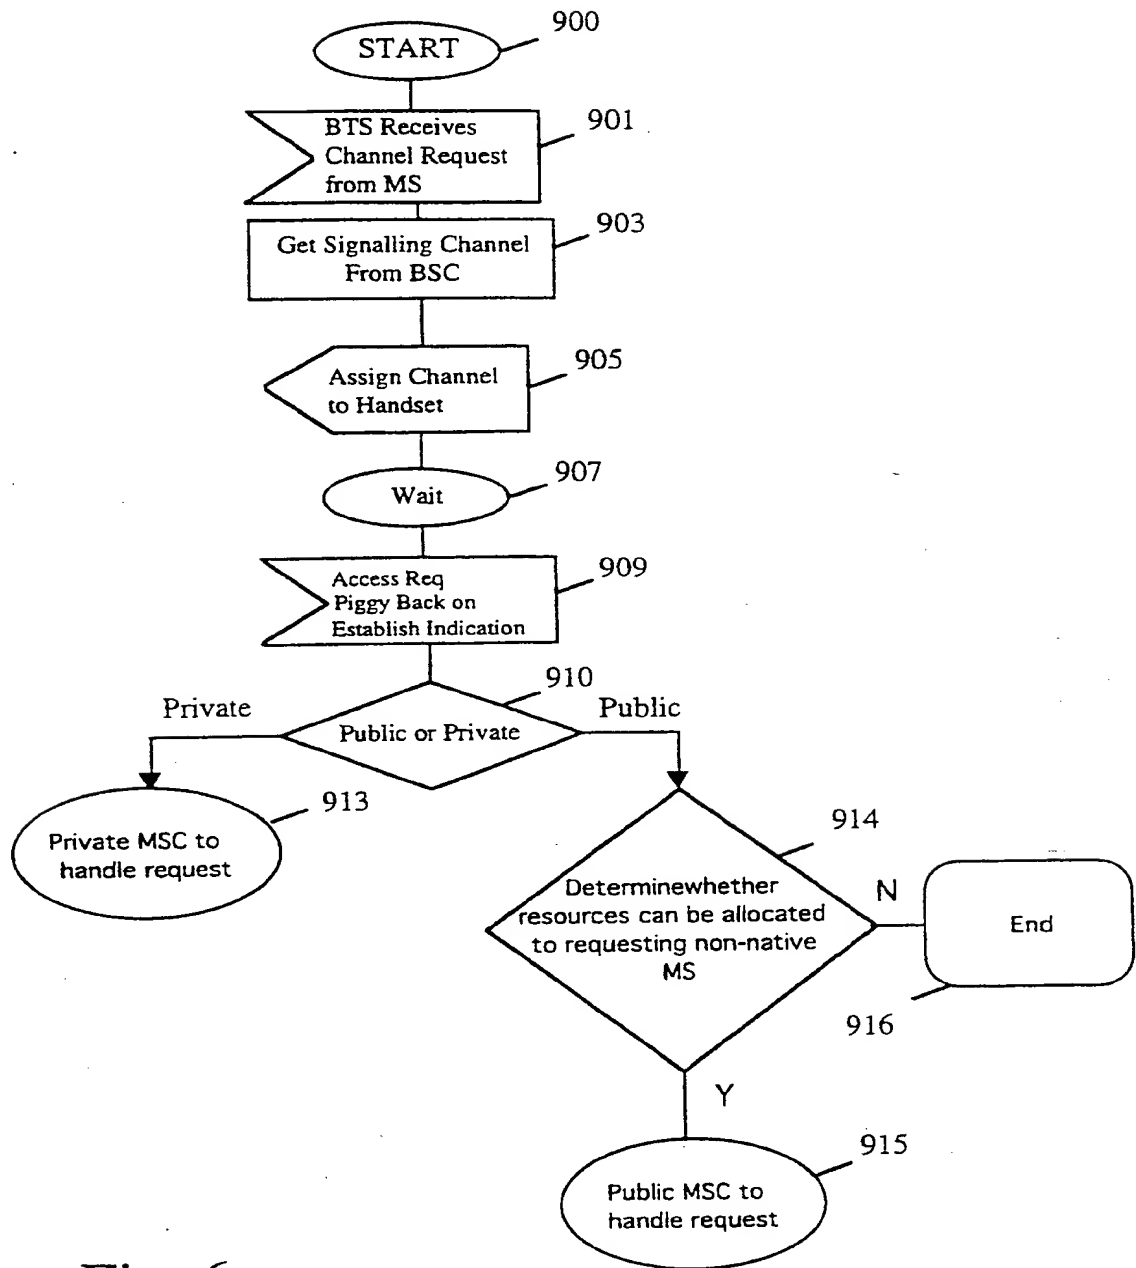 START
900
BTS Receives
Channel Request
from MS
901
Get Signalling Channel
From BSC
903
Assign Channel
to Handset
905
Wait
907
Access Req
Piggy Back on
Establish Indication
909
910
Private
Public or Private
Public
913
Private MSC to
handle request
914
Determinewhether
resources can be allocated
to requesting non-native
MS
N
End
916
Y
915
Public MSC to
handle request